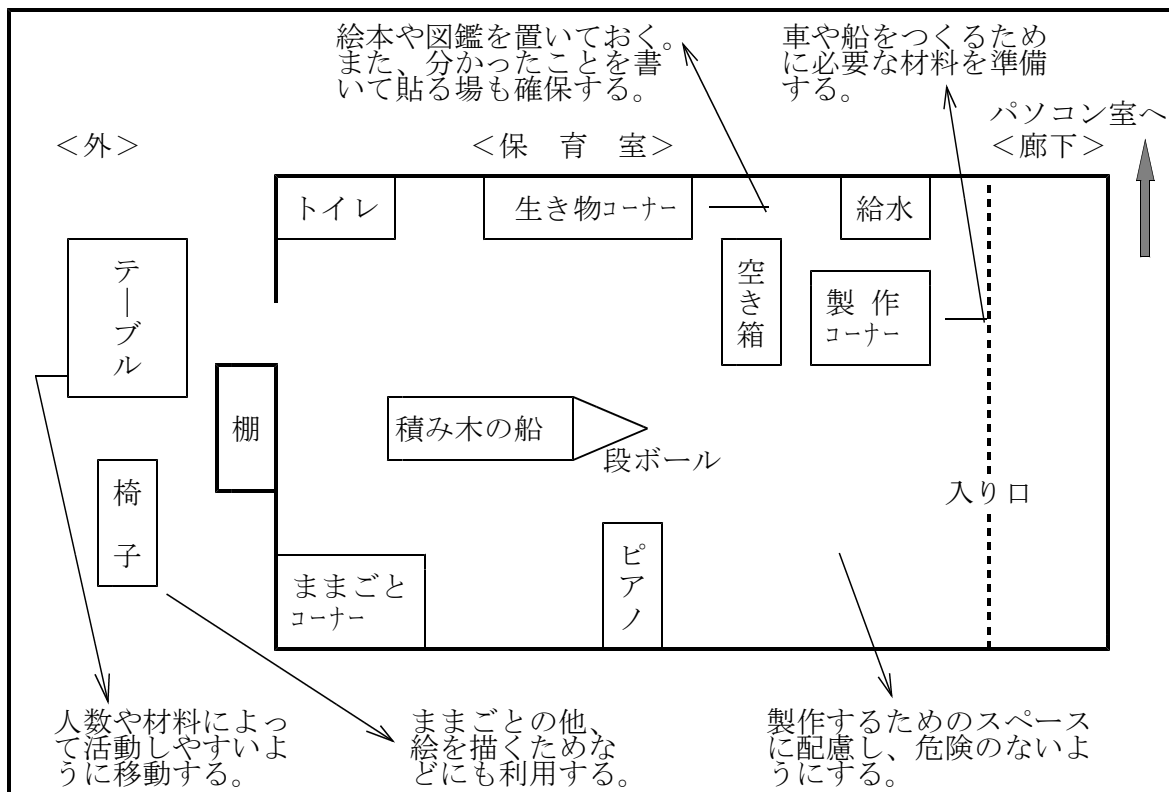 絵本や図鑑を置いておく。
また、分かったことを書
いて貼る場も確保する。
車や船をつくるため
に必要な材料を準備
する。
パソコン室へ
＜外＞
＜保　育　室＞
＜廊下＞
トイレ
生き物コーナー
給水
テーブル
空き箱
製 作
コーナー
棚
積み木の船
段ボール
椅子
入り口
ピアノ
ままごと
コーナー
人数や材料によっ
て活動しやすいよ
うに移動する。
ままごとの他、
絵を描くためな
どにも利用する。
製作するためのスペース
に配慮し、危険のないよ
うにする。